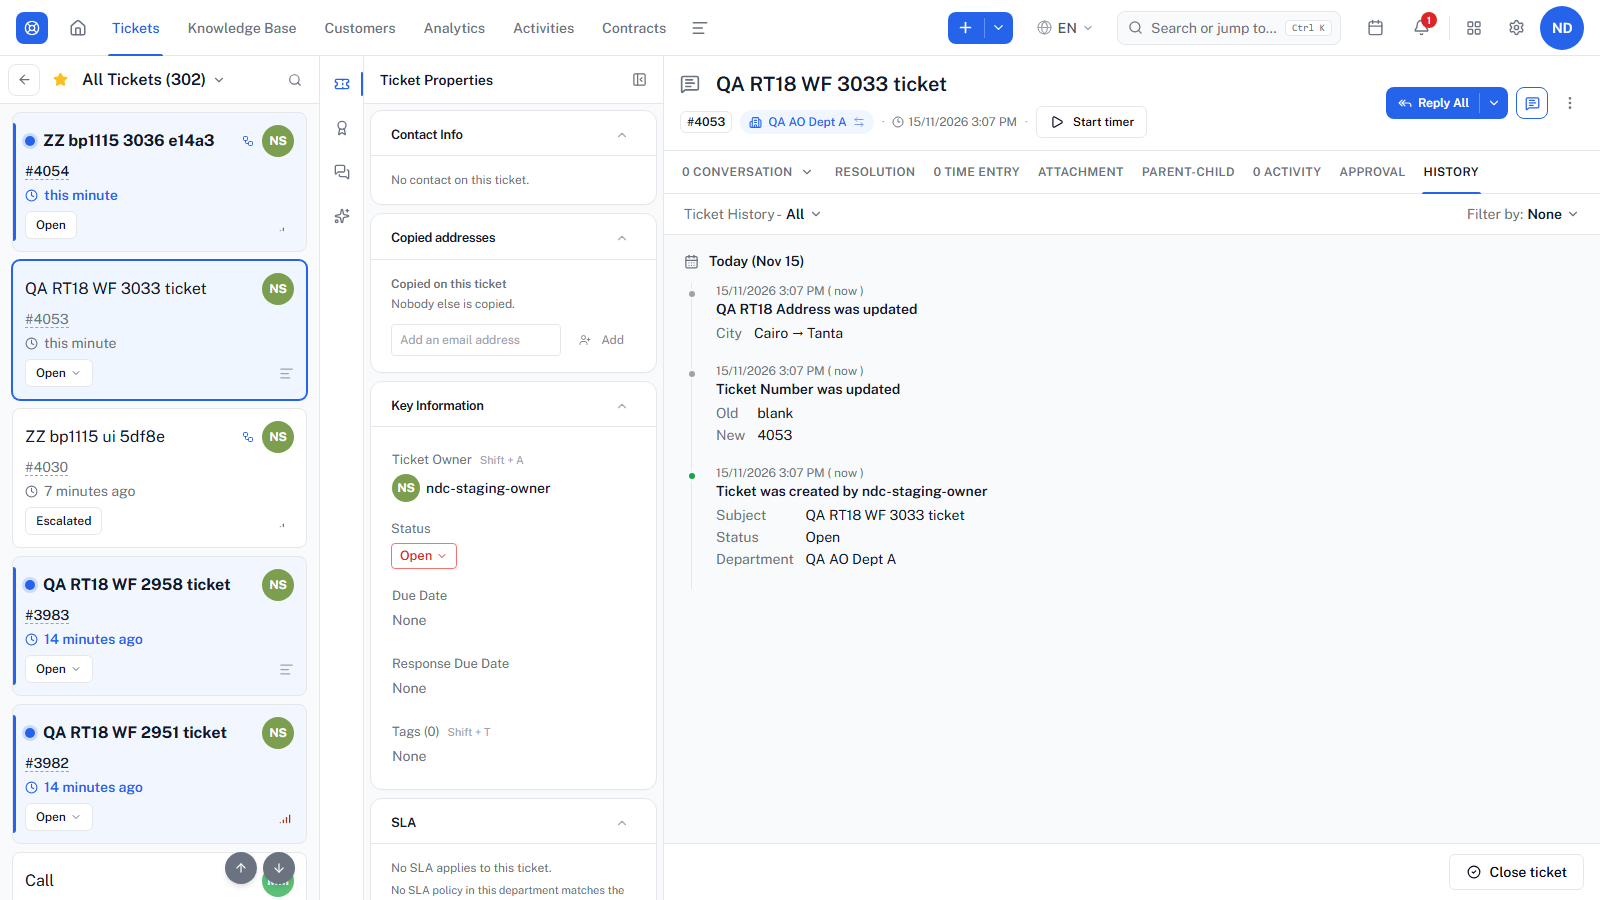 Tickets
Knowledge Base
Customers
Analytics
Activities
Contracts
EN
Search or jump to...
Ctrl K
1
ND
All Tickets (302)
ZZ bp1115 3036 e14a3
NS
#4054
this minute
Open
QA RT18 WF 3033 ticket
NS
#4053
this minute
Open
ZZ bp1115 ui 5df8e
NS
#4030
7 minutes ago
Escalated
QA RT18 WF 2958 ticket
NS
#3983
14 minutes ago
Open
QA RT18 WF 2951 ticket
NS
#3982
14 minutes ago
Open
Call
Ticket Properties
Contact Info
No contact on this ticket.
Copied addresses
Copied on this ticket
Nobody else is copied.
Add an email address
Add
Key Information
Ticket Owner Shift + A
NS ndc-staging-owner
Status
Open
Due Date
None
Response Due Date
None
Tags (0) Shift + T
None
SLA
No SLA applies to this ticket.
No SLA policy in this department matches the
QA RT18 WF 3033 ticket
#4053
QA AO Dept A
· 15/11/2026 3:07 PM ·
Start timer
Reply All
0 CONVERSATION
RESOLUTION
0 TIME ENTRY
ATTACHMENT
PARENT-CHILD
0 ACTIVITY
APPROVAL
HISTORY
Ticket History - All
Filter by: None
Today (Nov 15)
15/11/2026 3:07 PM ( now )
QA RT18 Address was updated
City Cairo → Tanta
15/11/2026 3:07 PM ( now )
Ticket Number was updated
Old blank
New 4053
15/11/2026 3:07 PM ( now )
Ticket was created by ndc-staging-owner
Subject QA RT18 WF 3033 ticket
Status Open
Department QA AO Dept A
Close ticket